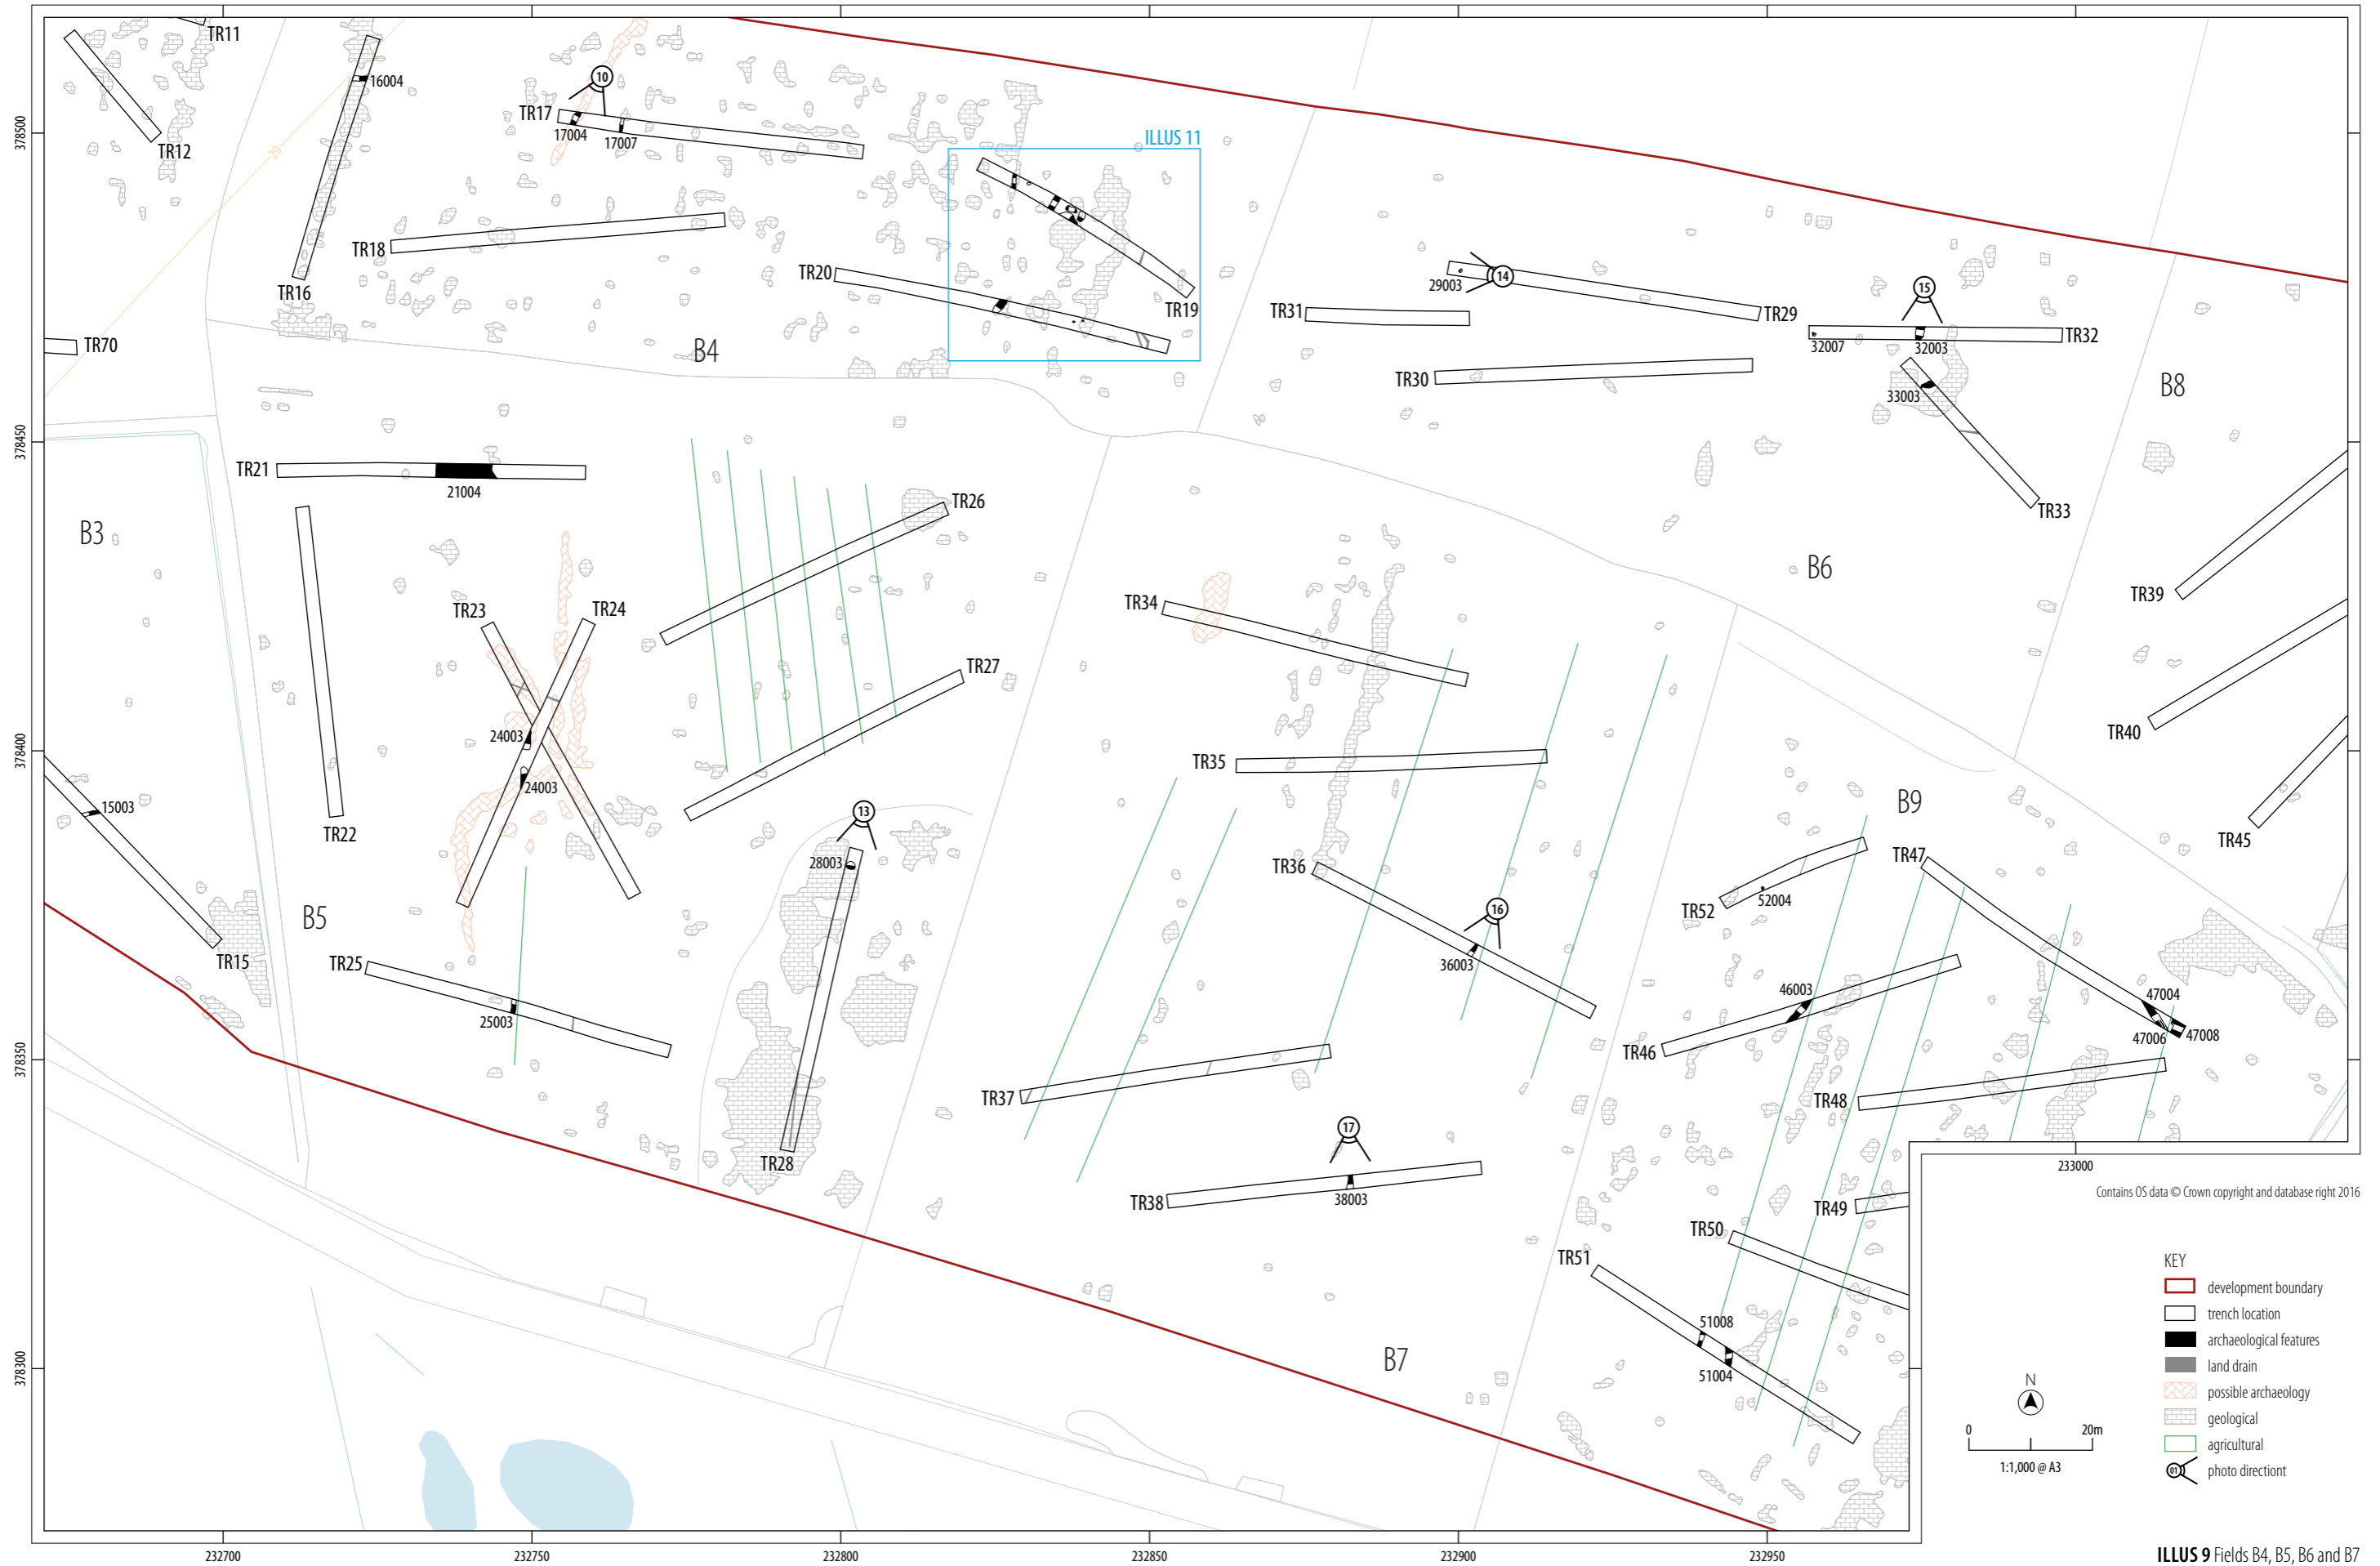 TR11
16004
10
TR17
17004
17007
TR12
ILLUS 11
378500
20
TR18
TR16
TR20
TR19
TR70
B4
TR31
29003
14
TR29
15
32007
32003
TR32
TR30
33003
B8
TR33
378450
TR21
21004
B3
TR26
B6
TR39
TR23
TR24
TR34
TR27
24003
TR40
378400
TR35
24003
15003
TR22
13
B9
TR45
28003
TR36
TR47
52004
TR52
B5
16
TR15
TR25
36003
46003
47004
25003
47006
47008
TR46
378350
TR37
TR48
17
TR28
233000
TR38
38003
Contains OS data © Crown copyright and database right 2016
TR49
TR50
TR51
KEY
development boundary
51008
trench location
archaeological features
B7
378300
51004
land drain
N
possible archaeology
geological
0 20m
agricultural
1:1,000 @ A3
01
photo directiont
232700
232750
232800
232850
232900
232950
ILLUS 9 Fields B4, B5, B6 and B7